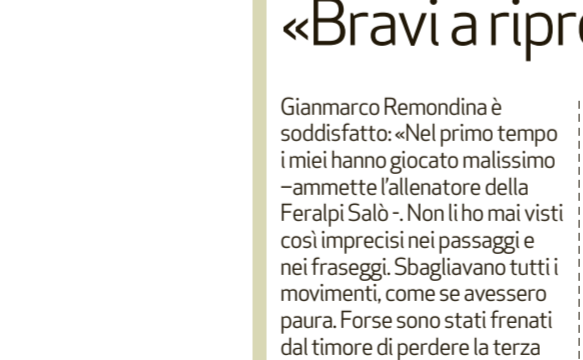 «Bravi a ripr
Gianmarco Remondina è
soddisfatto: «Nel primo tempo
i miei hanno giocato malissimo
–ammette l'allenatore della
Feralpi Salò -. Non li ho mai visti
così imprecisi nei passaggi e
nei fraseggi. Sbagliavano tutti i
movimenti, come se avessero
paura. Forse sono stati frenati
dal timore di perdere la terza